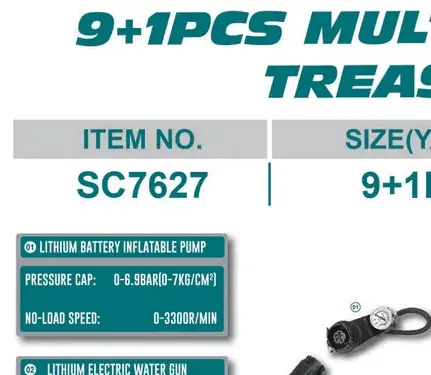 9+1PCS MUL
TREAS
ITEM NO. SIZE(Y
SC7627 9+1
01 LITHIUM BATTERY INFLATABLE PUMP
PRESSURE CAP: 0-6.9BAR(0-7KG/CM²)
NO-LOAD SPEED: 0-3300R/MIN
01
02 LITHIUM ELECTRIC WATER GUN